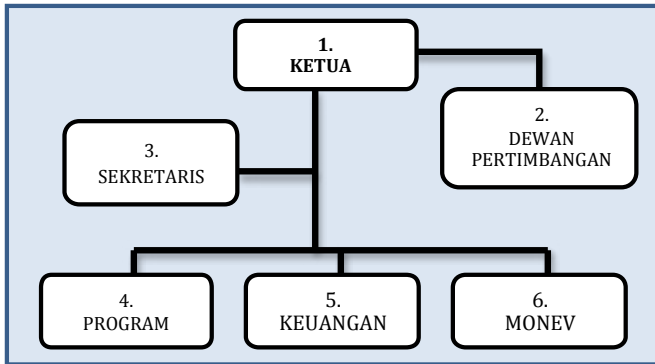 1.
KETUA
2.
DEWAN
PERTIMBANGAN
3.
SEKRETARIS
4.
PROGRAM
5.
KEUANGAN
6.
MONEV